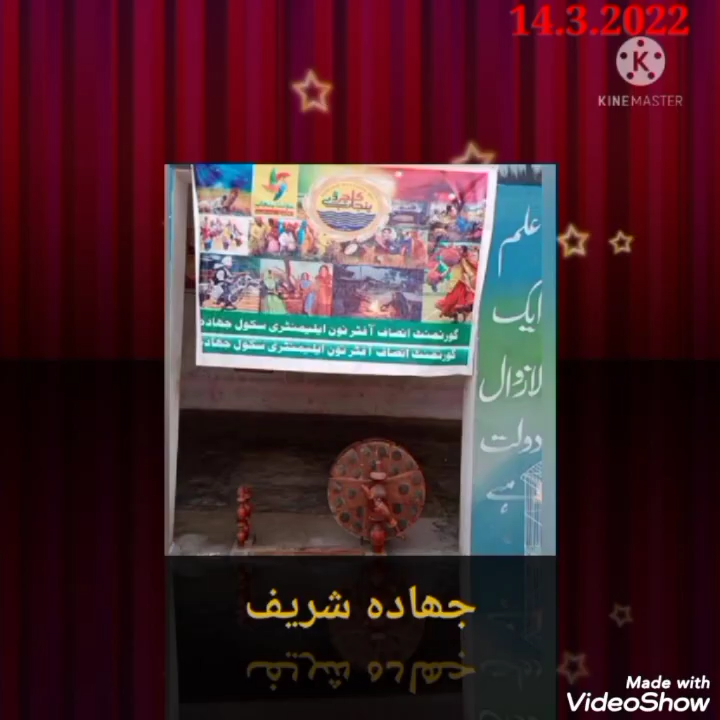 14.3.2022
KINEMASTER
گورنمنٹ انصاف آفٹر نون ایلیمنٹری سکول جھادہ
گورنمنٹ انصاف آفٹر نون ایلیمنٹری سکول جھادہ
علم
ایک
لازوال
دولت
ہے
جھادہ شریف
Made with
VideoShow